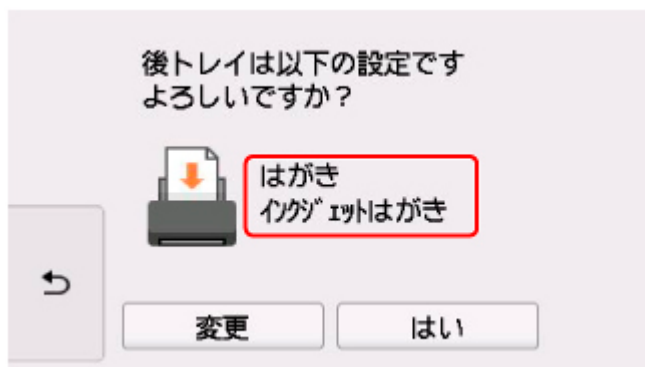 後トレイは以下の設定です
よろしいですか？
はがき
ｲﾝｸｼﾞｪｯﾄはがき
変更
はい